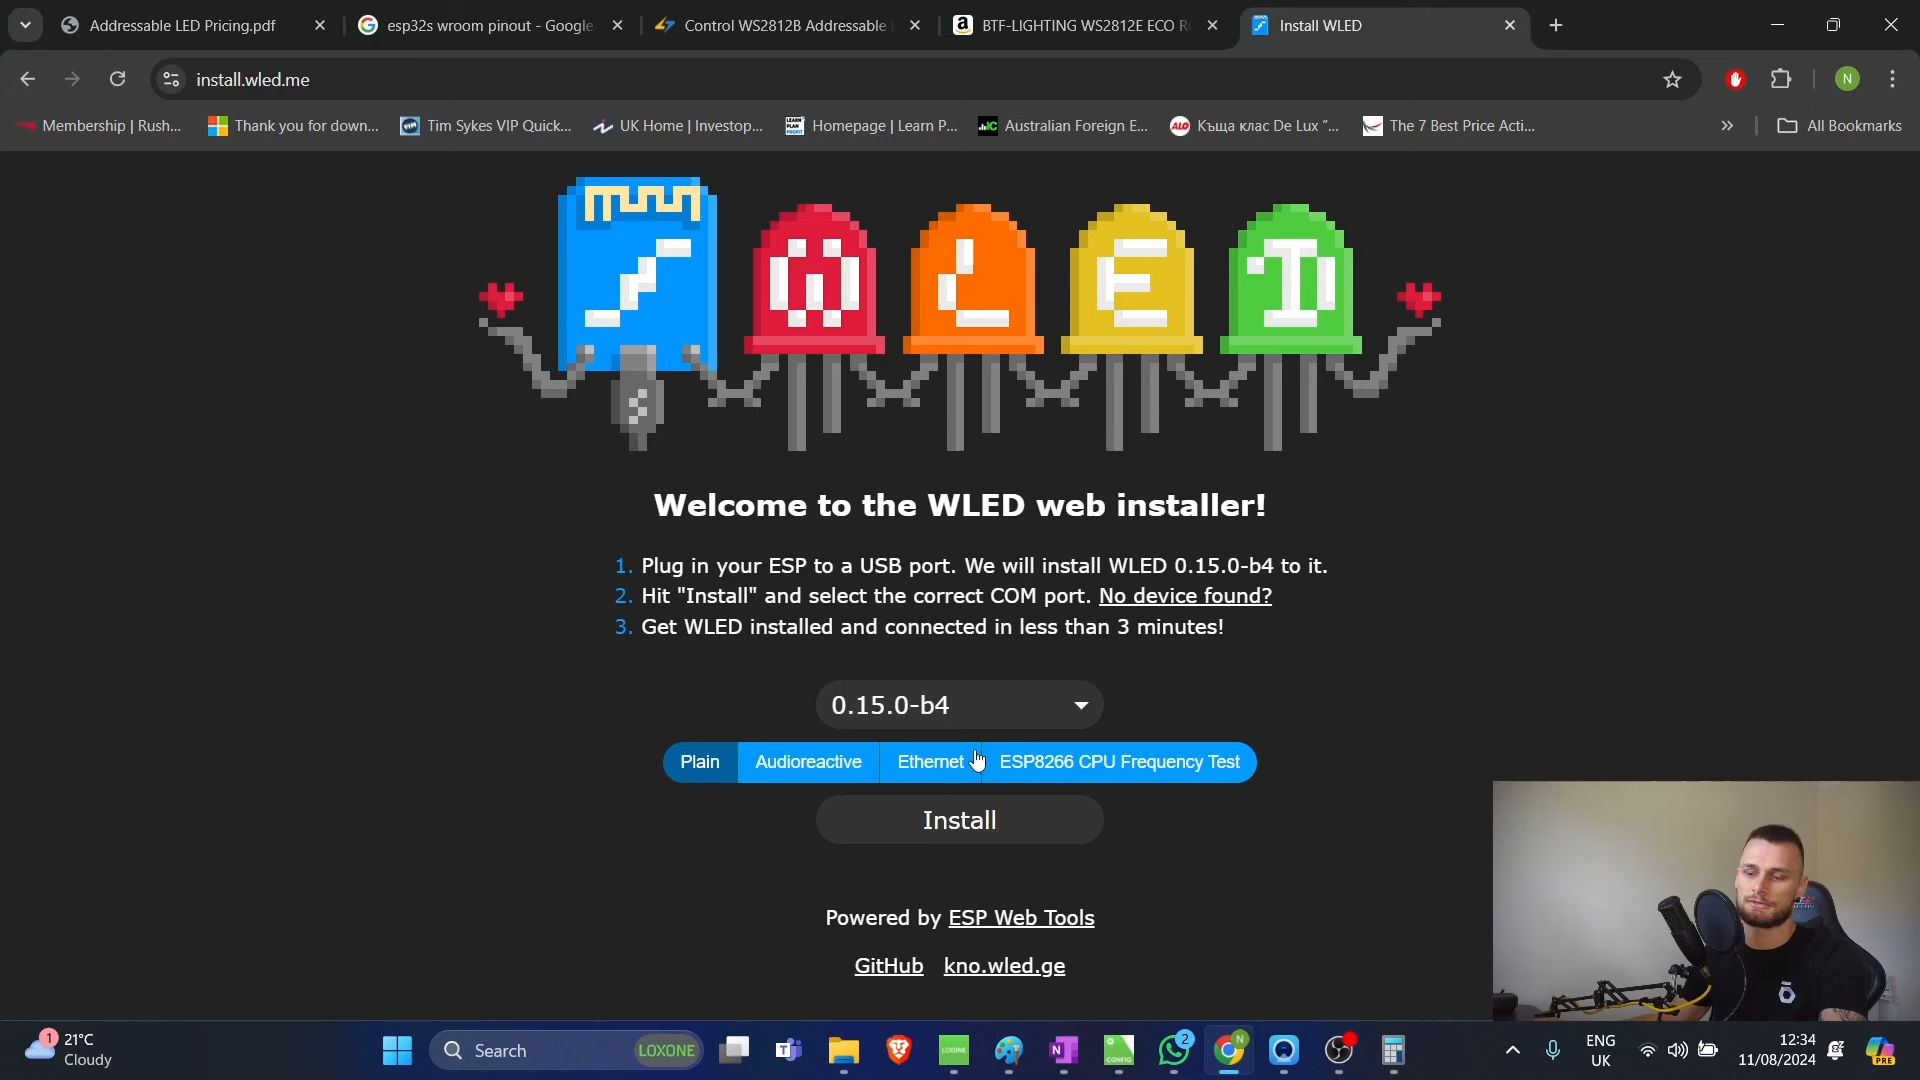 Addressable LED Pricing.pdf
esp32s wroom pinout - Google
Control WS2812B Addressable
BTF-LIGHTING WS2812E ECO R
Install WLED
install.wled.me
N
Membership | Rush...
Thank you for down...
Tim Sykes VIP Quick...
UK Home | Investop...
Homepage | Learn P...
Australian Foreign E...
Къща клас De Lux “...
The 7 Best Price Acti...
All Bookmarks
WLED
Welcome to the WLED web installer!
1. Plug in your ESP to a USB port. We will install WLED 0.15.0-b4 to it.
2. Hit "Install" and select the correct COM port. No device found?
3. Get WLED installed and connected in less than 3 minutes!
0.15.0-b4
Plain
Audioreactive
Ethernet
ESP8266 CPU Frequency Test
Install
Powered by ESP Web Tools
GitHub kno.wled.ge
1
21°C
Cloudy
Search
LOXONE
LOXONE
CONFIG
2
N
ENG
UK
12:34
11/08/2024
PRE